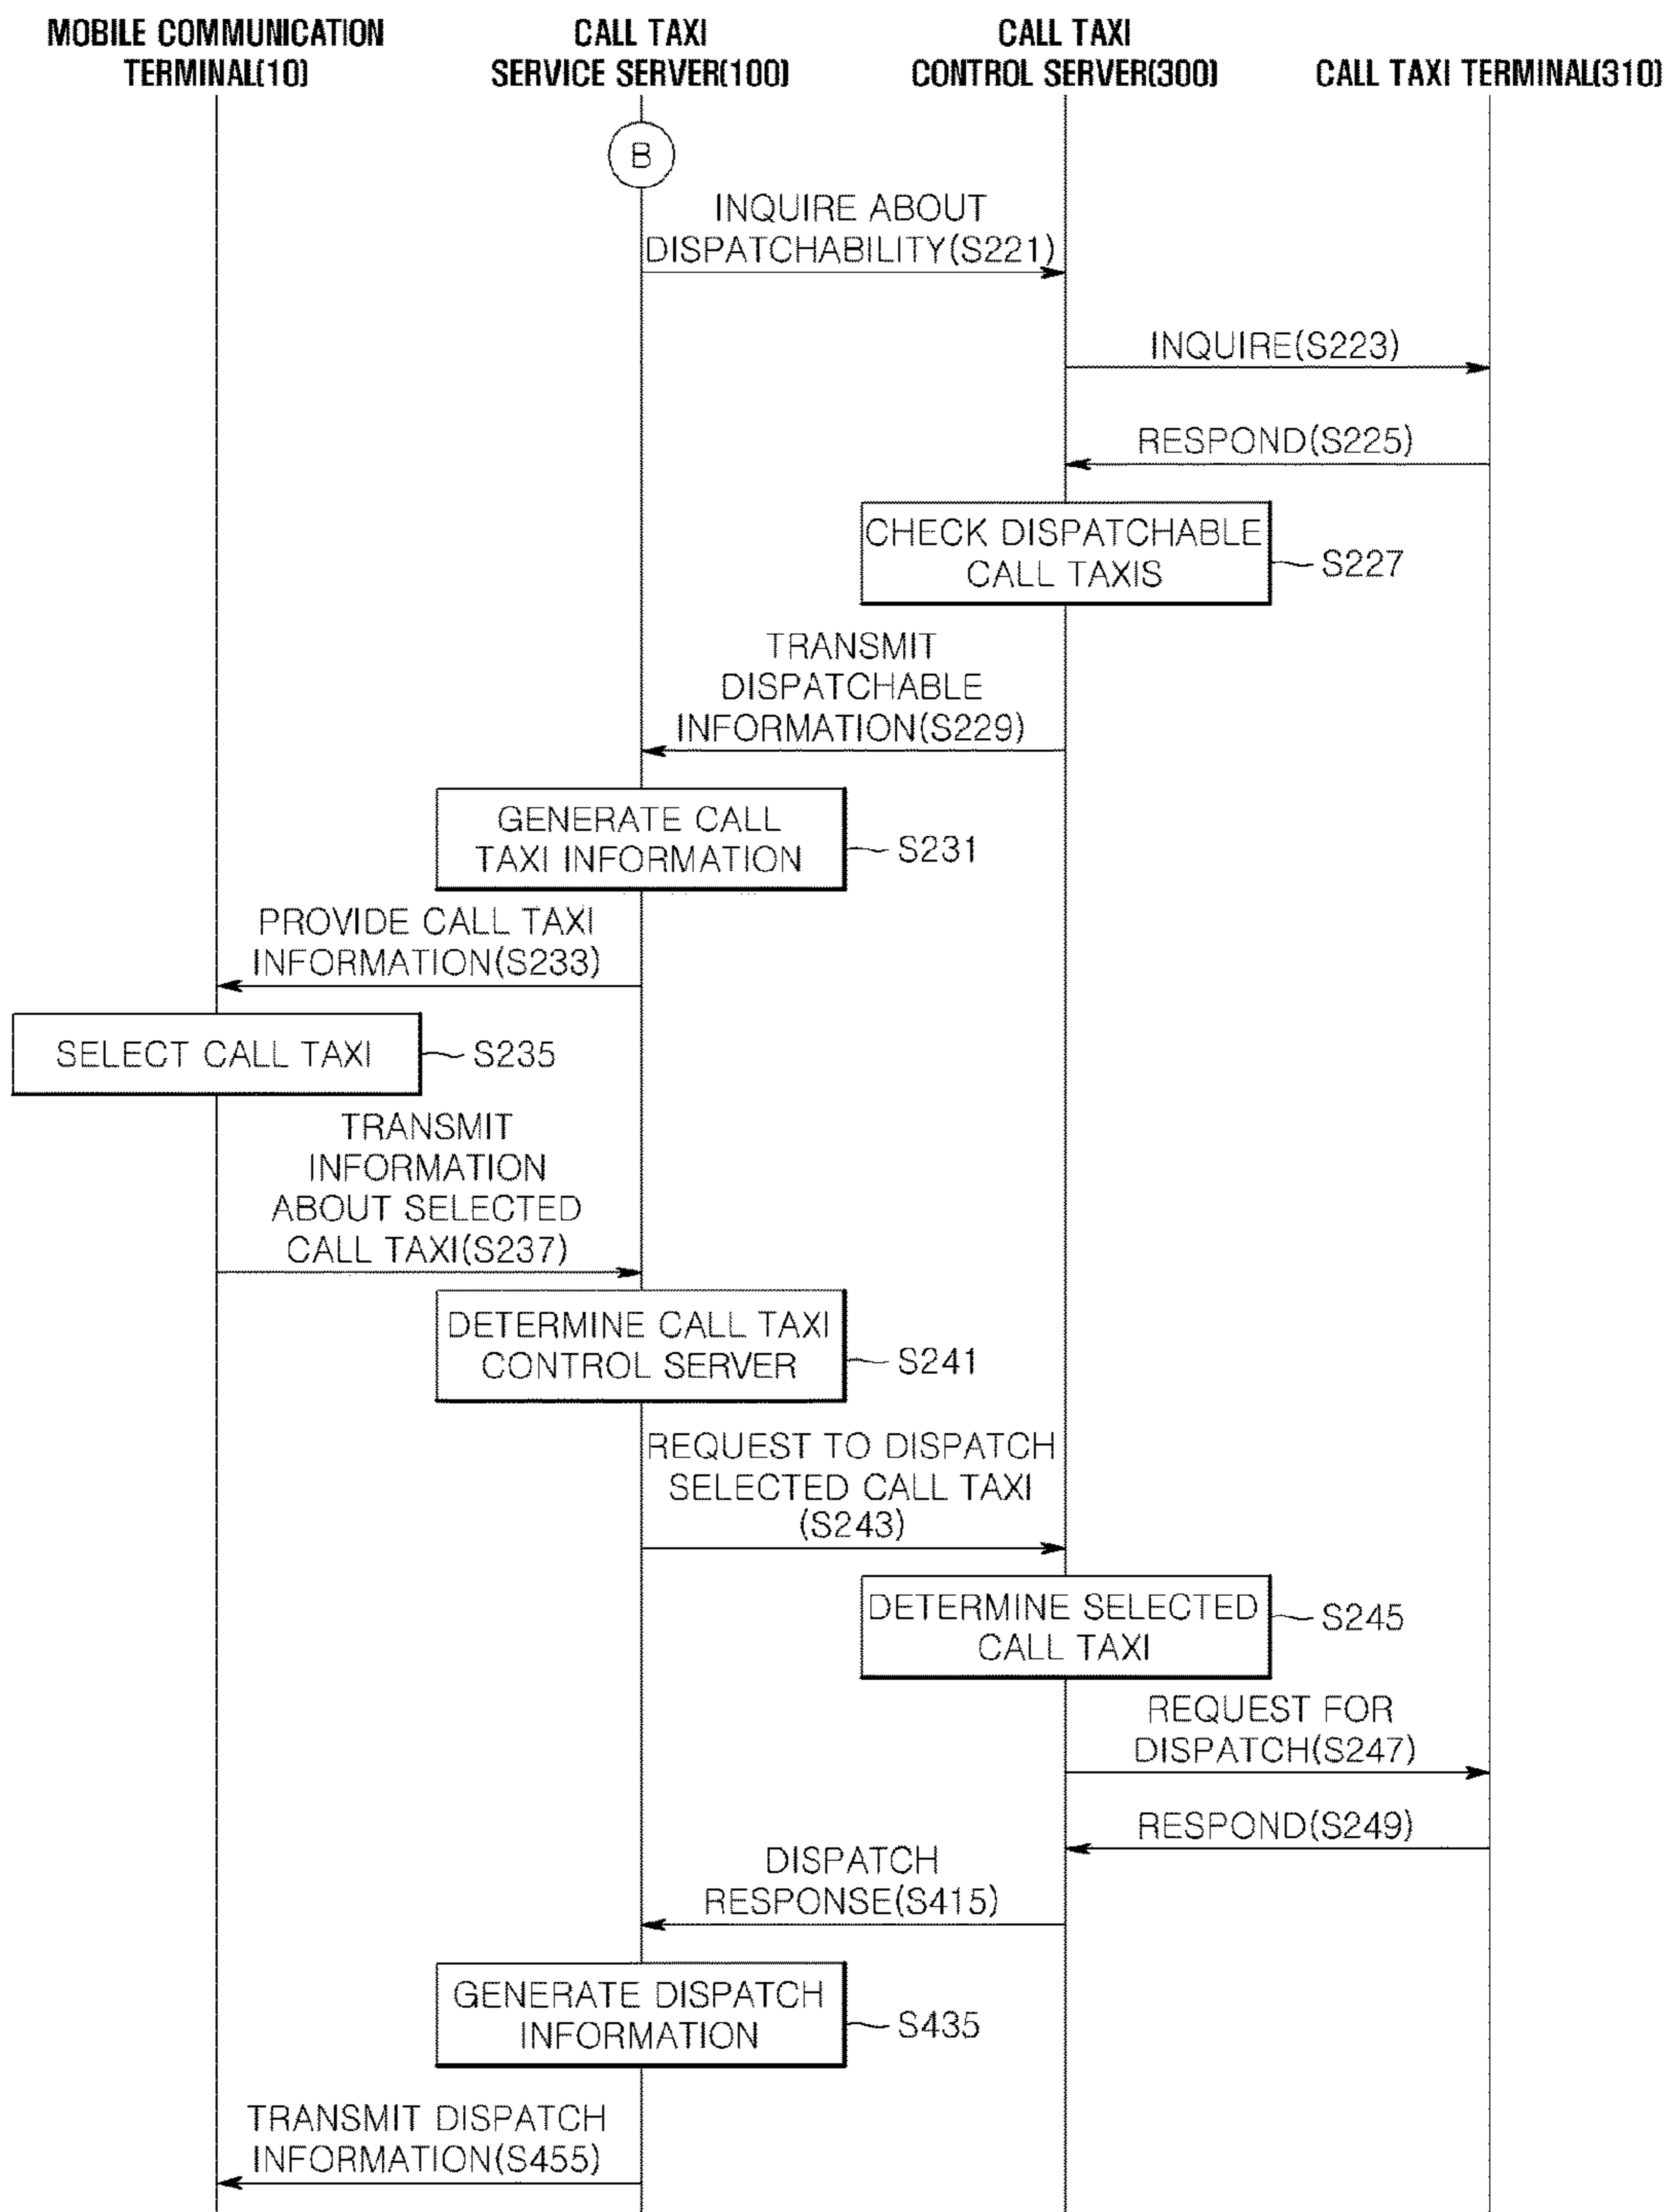 MOBILE COMMUNICATION
TERMINAL(10)
CALL TAXI
SERVICE SERVER(100)
CALL TAXI
CONTROL SERVER(300)
CALL TAXI TERMINAL(310)
B
INQUIRE ABOUT
DISPATCHABILITY(S221)
INQUIRE(S223)
RESPOND(S225)
CHECK DISPATCHABLE
CALL TAXIS
S227
TRANSMIT
DISPATCHABLE
INFORMATION(S229)
GENERATE CALL
TAXI INFORMATION
S231
PROVIDE CALL TAXI
INFORMATION(S233)
SELECT CALL TAXI
S235
TRANSMIT
INFORMATION
ABOUT SELECTED
CALL TAXI(S237)
DETERMINE CALL TAXI
CONTROL SERVER
S241
REQUEST TO DISPATCH
SELECTED CALL TAXI
(S243)
DETERMINE SELECTED
CALL TAXI
S245
REQUEST FOR
DISPATCH(S247)
RESPOND(S249)
DISPATCH
RESPONSE(S415)
GENERATE DISPATCH
INFORMATION
S435
TRANSMIT DISPATCH
INFORMATION(S455)